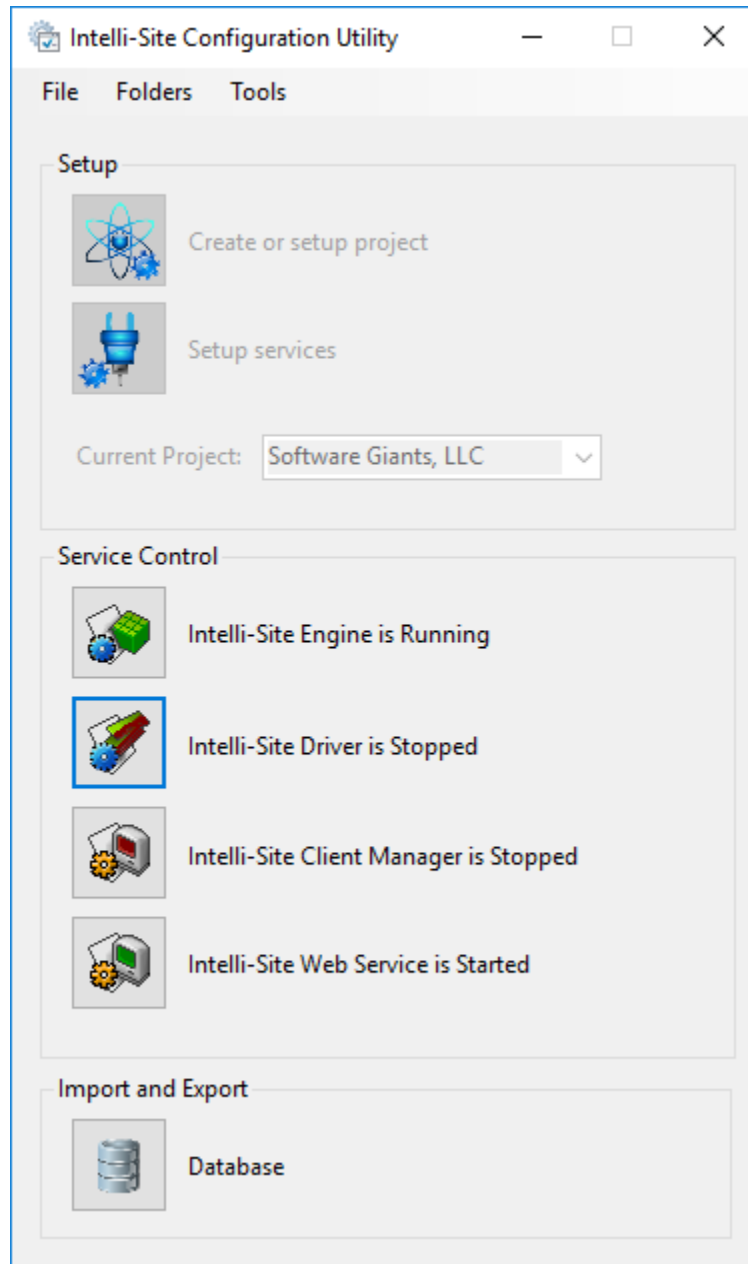 Intelli-Site Configuration Utility
File Folders Tools
Setup
Create or setup project
Setup services
Current Project: Software Giants, LLC
Service Control
Intelli-Site Engine is Running
Intelli-Site Driver is Stopped
Intelli-Site Client Manager is Stopped
Intelli-Site Web Service is Started
Import and Export
Database